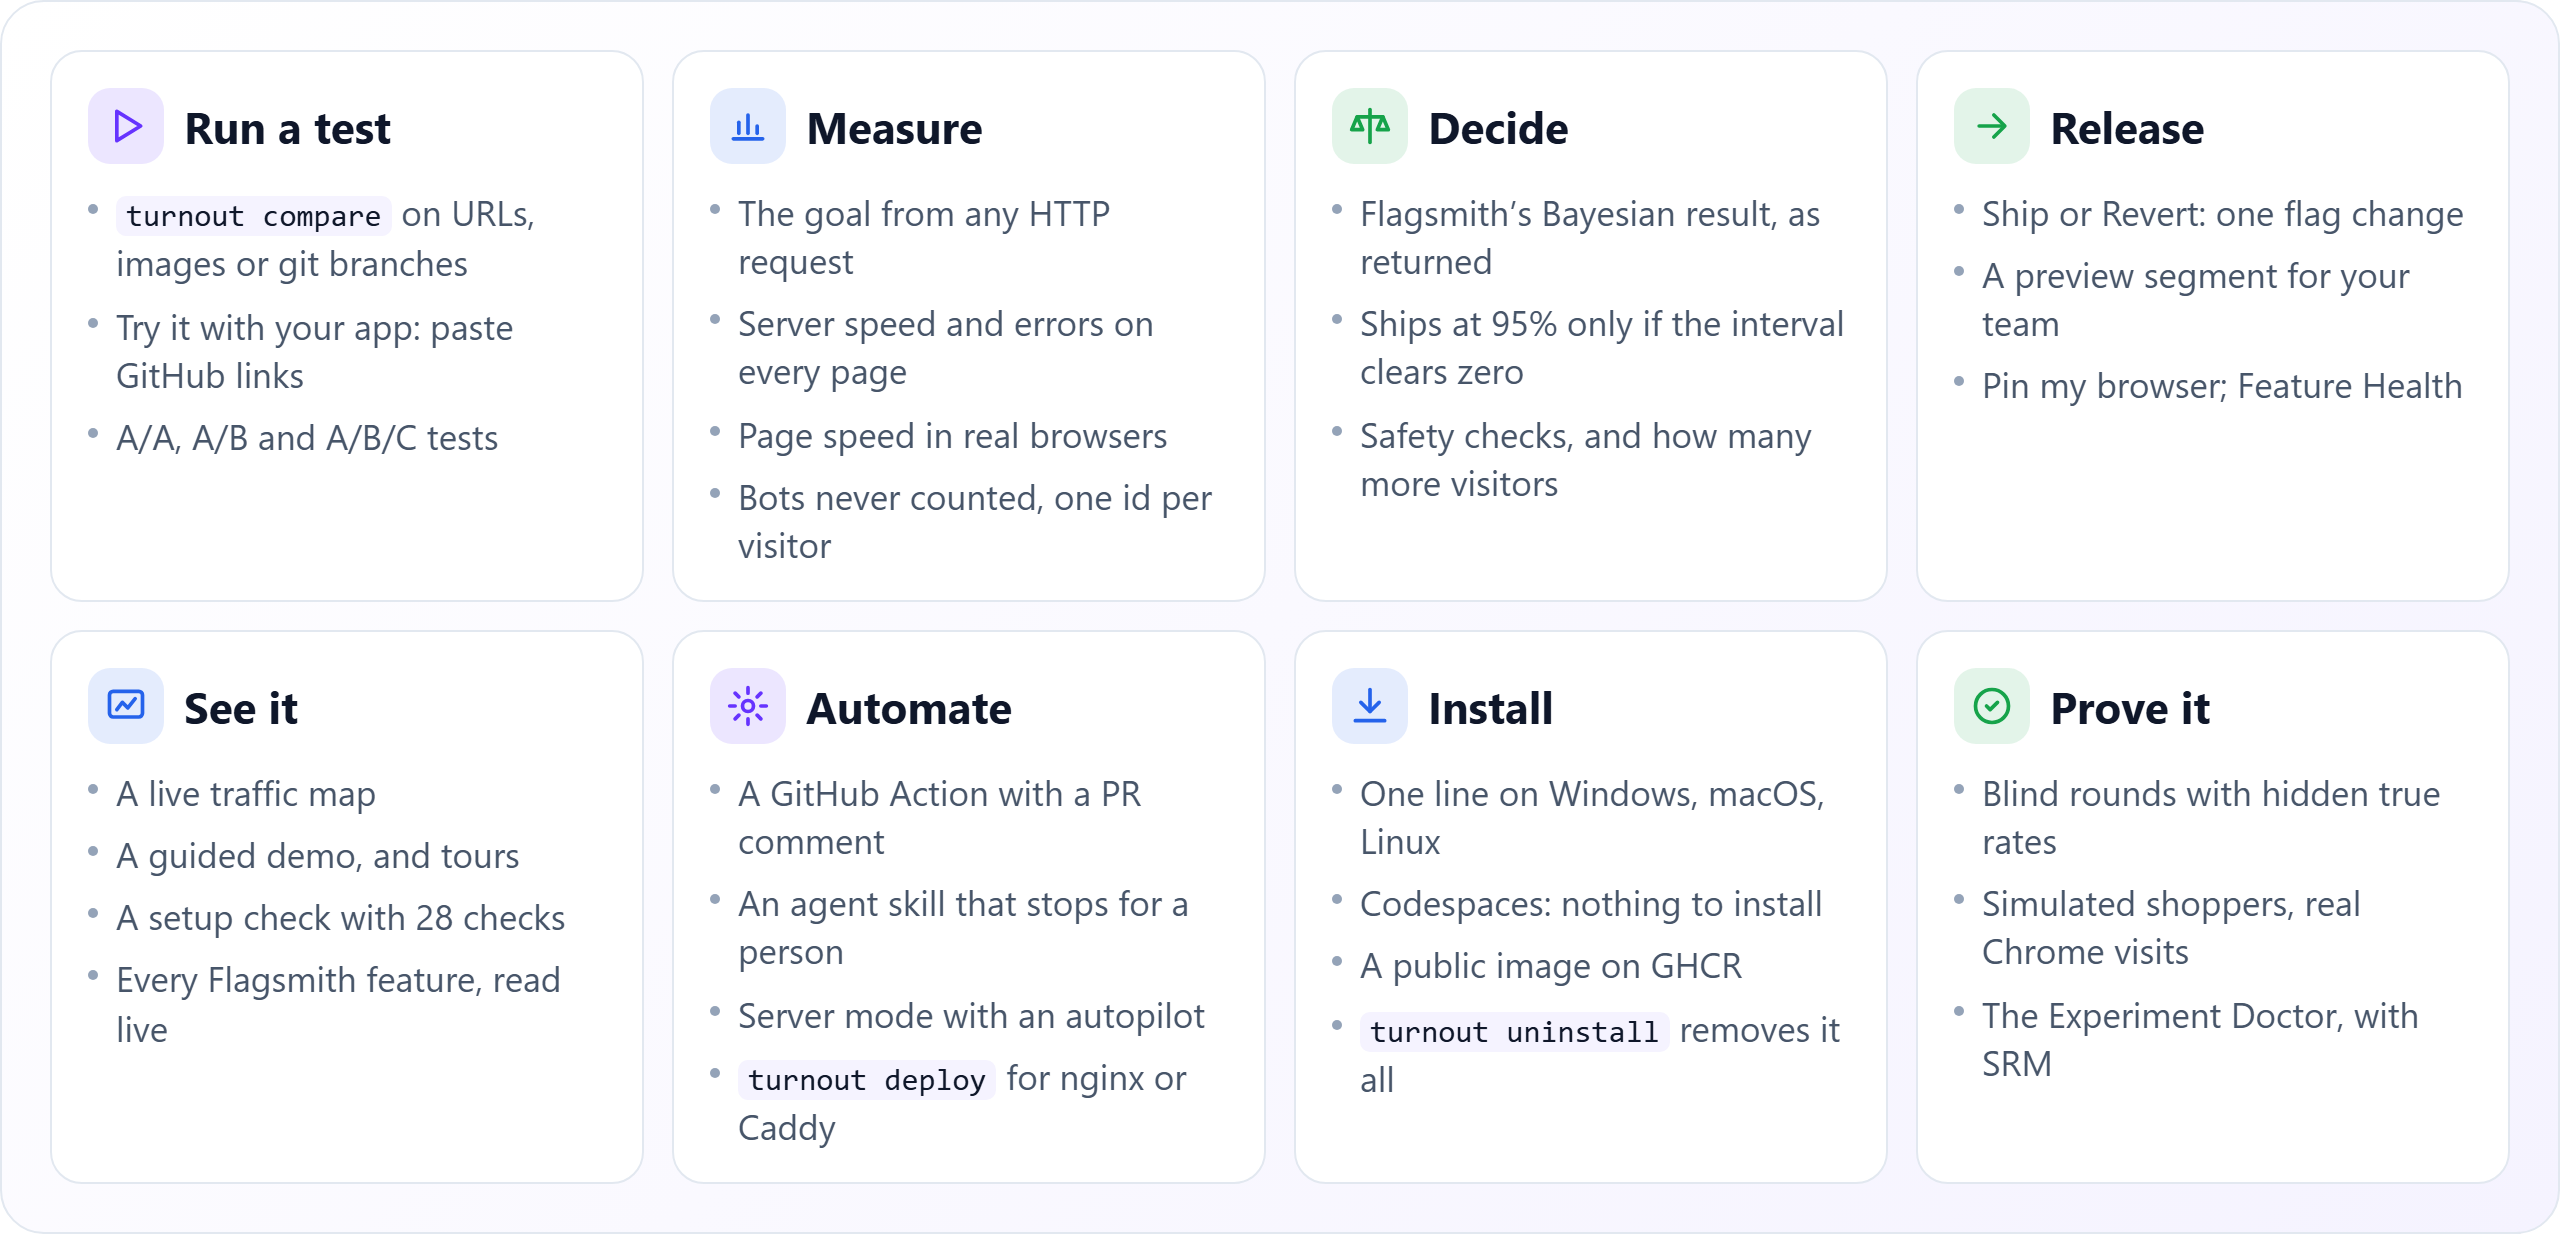 Run a test
turnout compare on URLs,
images or git branches
Try it with your app: paste
GitHub links
A/A, A/B and A/B/C tests
Measure
The goal from any HTTP
request
Server speed and errors on
every page
Page speed in real browsers
Bots never counted, one id per
visitor
Decide
Flagsmith’s Bayesian result, as
returned
Ships at 95% only if the interval
clears zero
Safety checks, and how many
more visitors
Release
Ship or Revert: one flag change
A preview segment for your
team
Pin my browser; Feature Health
See it
A live traffic map
A guided demo, and tours
A setup check with 28 checks
Every Flagsmith feature, read
live
Automate
A GitHub Action with a PR
comment
An agent skill that stops for a
person
Server mode with an autopilot
turnout deploy for nginx or
Caddy
Install
One line on Windows, macOS,
Linux
Codespaces: nothing to install
A public image on GHCR
turnout uninstall removes it
all
Prove it
Blind rounds with hidden true
rates
Simulated shoppers, real
Chrome visits
The Experiment Doctor, with
SRM